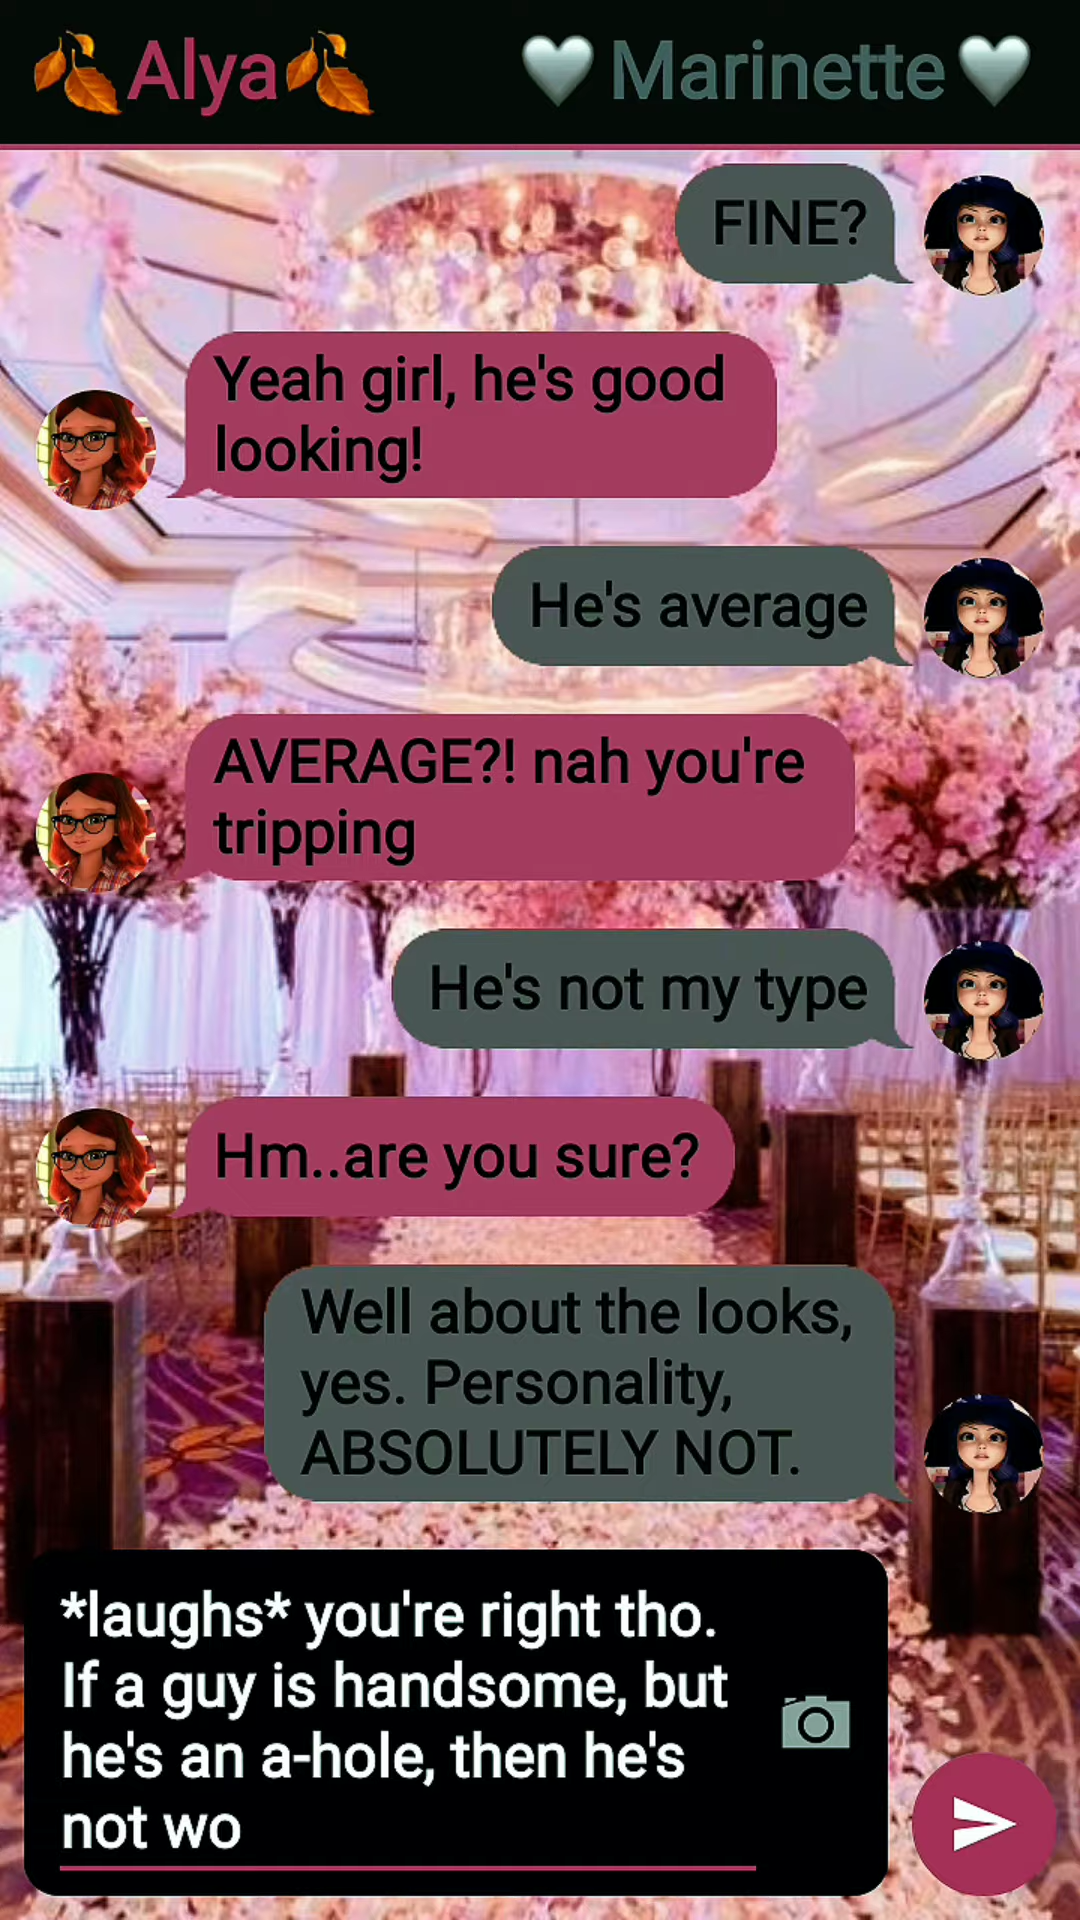 Alya Marinette
FINE?
Yeah girl, he's good
looking!
He's average
AVERAGE?! nah you're
tripping
He's not my type
Hm..are you sure?
Well about the looks,
yes. Personality,
ABSOLUTELY NOT.
*laughs* you're right tho.
If a guy is handsome, but
he's an a-hole, then he's
not wo